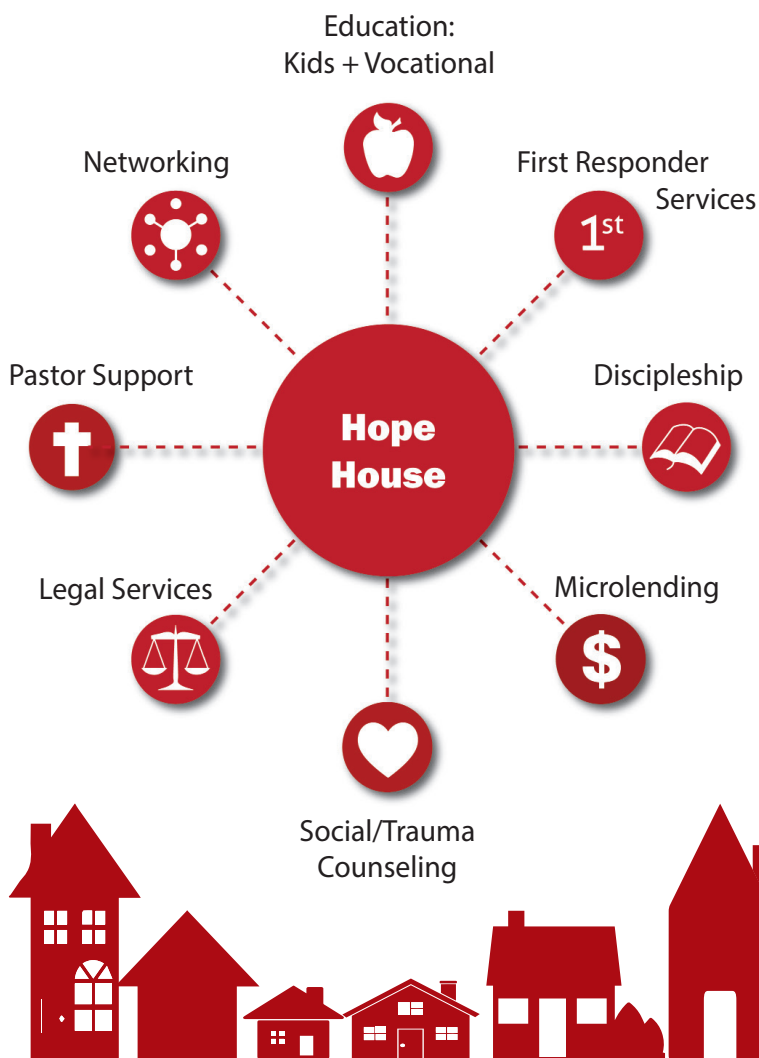 Education:
Kids + Vocational
Networking
First Responder
Services
1st
Pastor Support
Discipleship
Hope
House
Legal Services
Microlending
$
Social/Trauma
Counseling